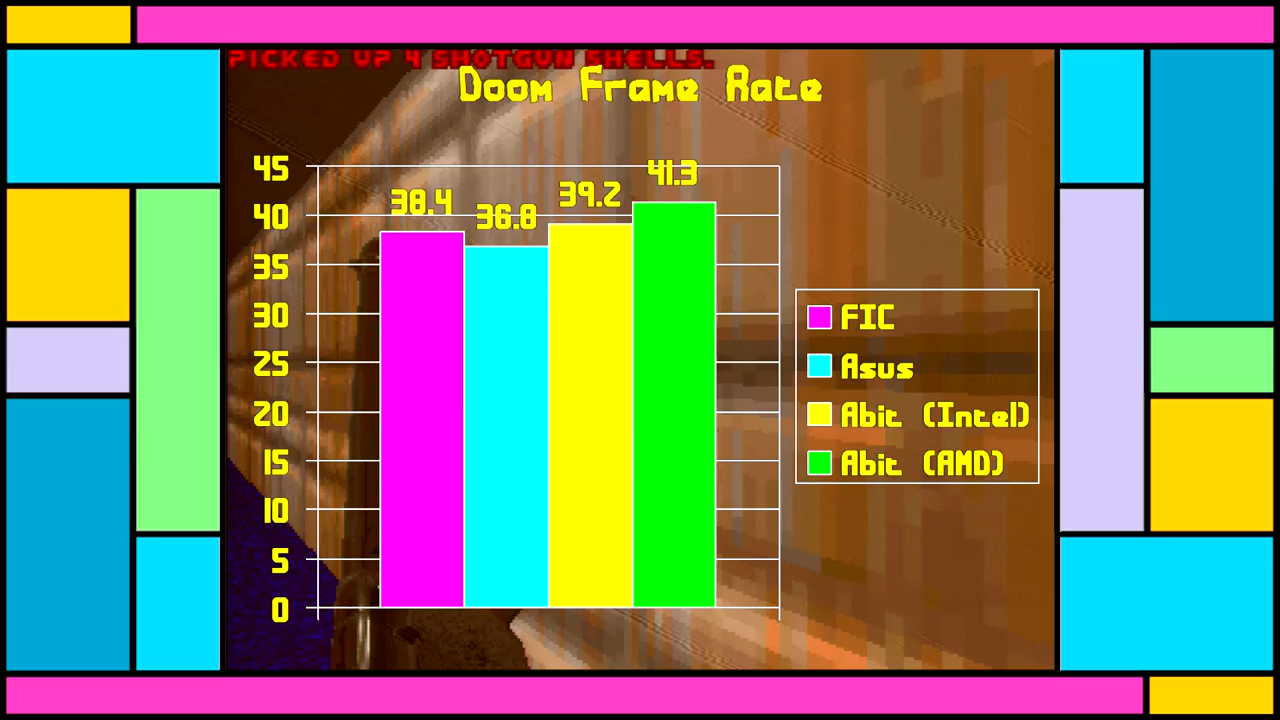 PICKED UP 4 SHOTGUN SHELLS.
Doom Frame Rate
45
40
35
30
25
20
15
10
5
0
38.4
36.8
39.2
41.3
FIC
Asus
Abit (Intel)
Abit (AMD)